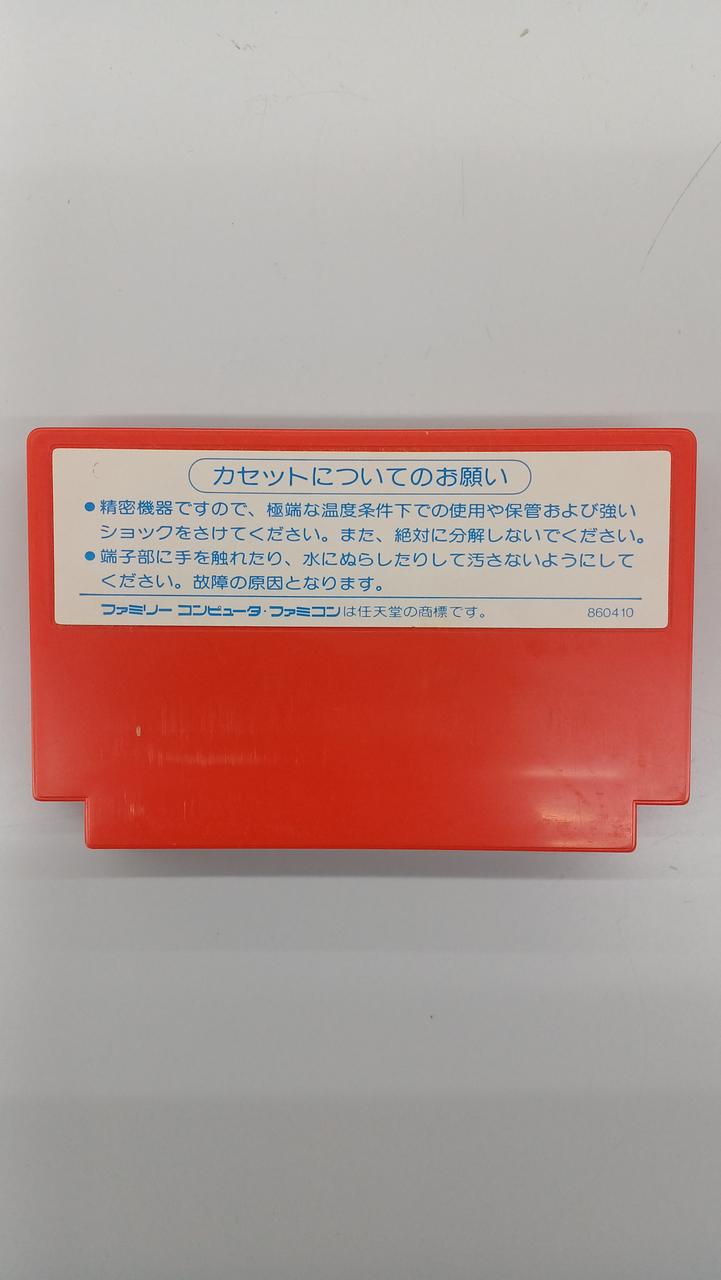 カセットについてのお願い
●精密機器ですので、極端な温度条件下での使用や保管および強い
ショックをさけてください。また、絶対に分解しないでください。
●端子部に手を触れたり、水にぬらしたりして汚さないようにして
ください。故障の原因となります。
ファミリー コンピュータ・ファミコンは任天堂の商標です。 860410